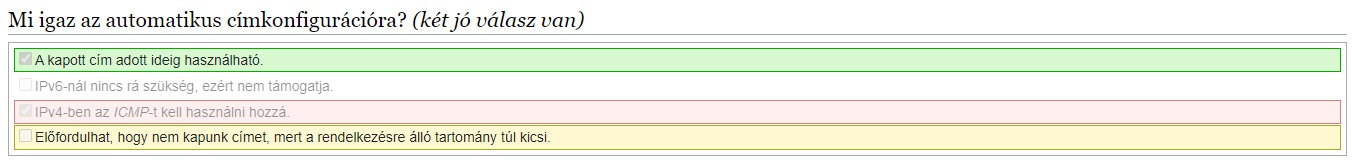 Mi igaz az automatikus címkonfigurációra? (két jó válasz van)
A kapott cím adott ideig használható.
IPv6-nál nincs rá szükség, ezért nem támogatja.
IPv4-ben az ICMP-t kell használni hozzá.
Előfordulhat, hogy nem kapunk címet, mert a rendelkezésre álló tartomány túl kicsi.